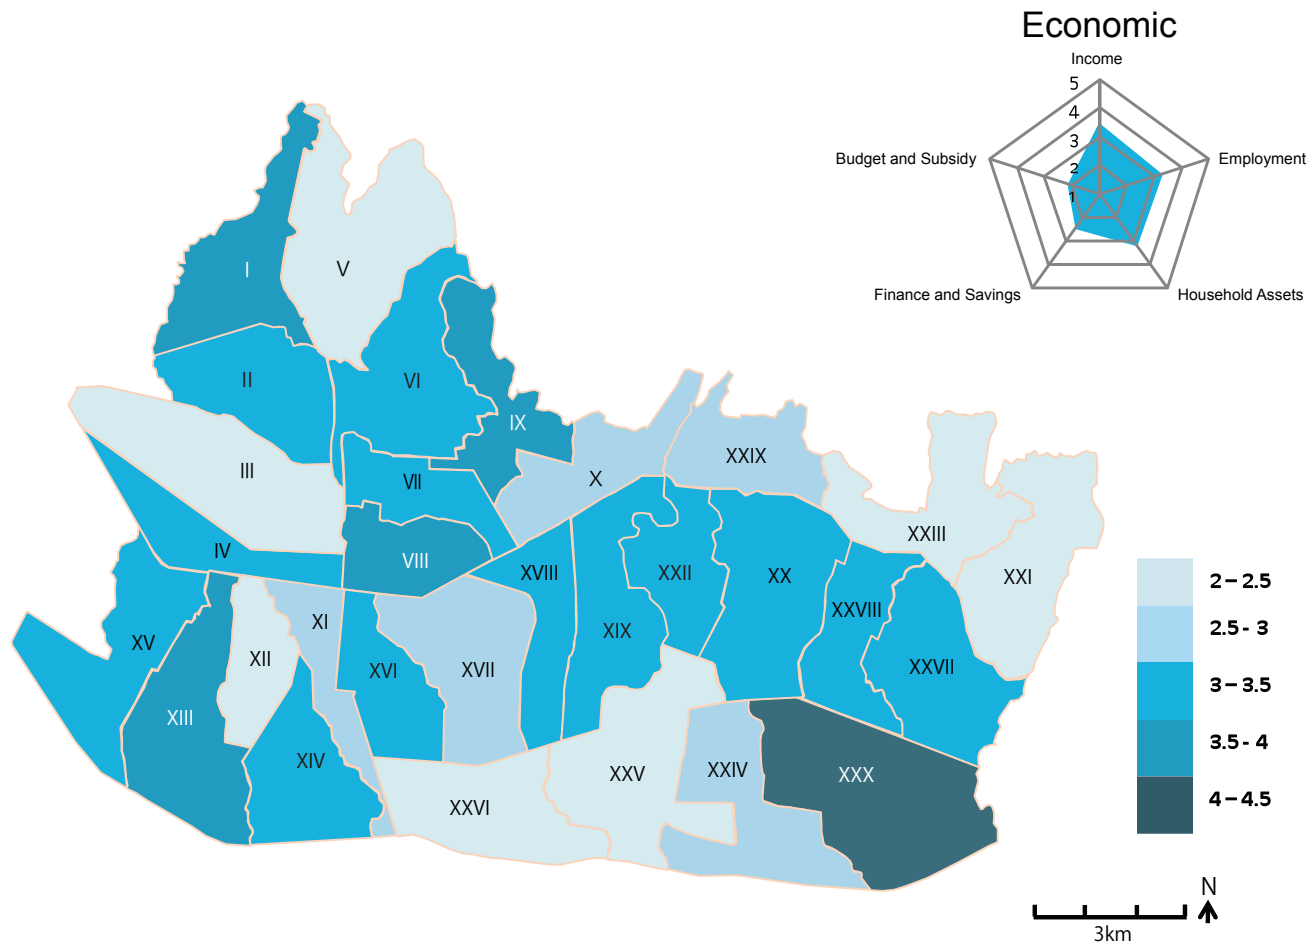 Economic
Income
5
4
3
2
1
Budget and Subsidy
Employment
Finance and Savings
Household Assets
I
V
II
VI
IX
III
X
XXIX
VII
IV
VIII
XVIII
XXII
XX
XXIII
XXI
XV
XI
XII
XVI
XVII
XIX
XXVIII
XXVII
XIII
XIV
XXVI
XXV
XXIV
XXX
2 – 2.5
2.5 - 3
3 – 3.5
3.5 - 4
4 – 4.5
N
3km